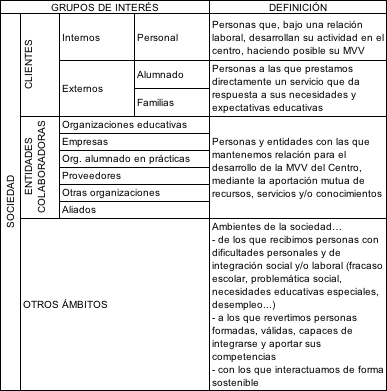 GRUPOS DE INTERÉS
DEFINICIÓN
SOCIEDAD
CLIENTES
Internos
Personal
Personas que, bajo una relación
laboral, desarrollan su actividad en el
centro, haciendo posible su MVV
Externos
Alumnado
Familias
Personas a las que prestamos
directamente un servicio que da
respuesta a sus necesidades y
expectativas educativas
ENTIDADES
COLABORADORAS
Organizaciones educativas
Empresas
Org. alumnado en prácticas
Proveedores
Otras organizaciones
Aliados
Personas y entidades con las que
mantenemos relación para el
desarrollo de la MVV del Centro,
mediante la aportación mutua de
recursos, servicios y/o conocimientos
OTROS ÁMBITOS
Ambientes de la sociedad...
- de los que recibimos personas con
dificultades personales y de
integración social y/o laboral (fracaso
escolar, problemática social,
necesidades educativas especiales,
desempleo...)
- a los que revertimos personas
formadas, válidas, capaces de
integrarse y aportar sus
competencias
- con los que interactuamos de forma
sostenible